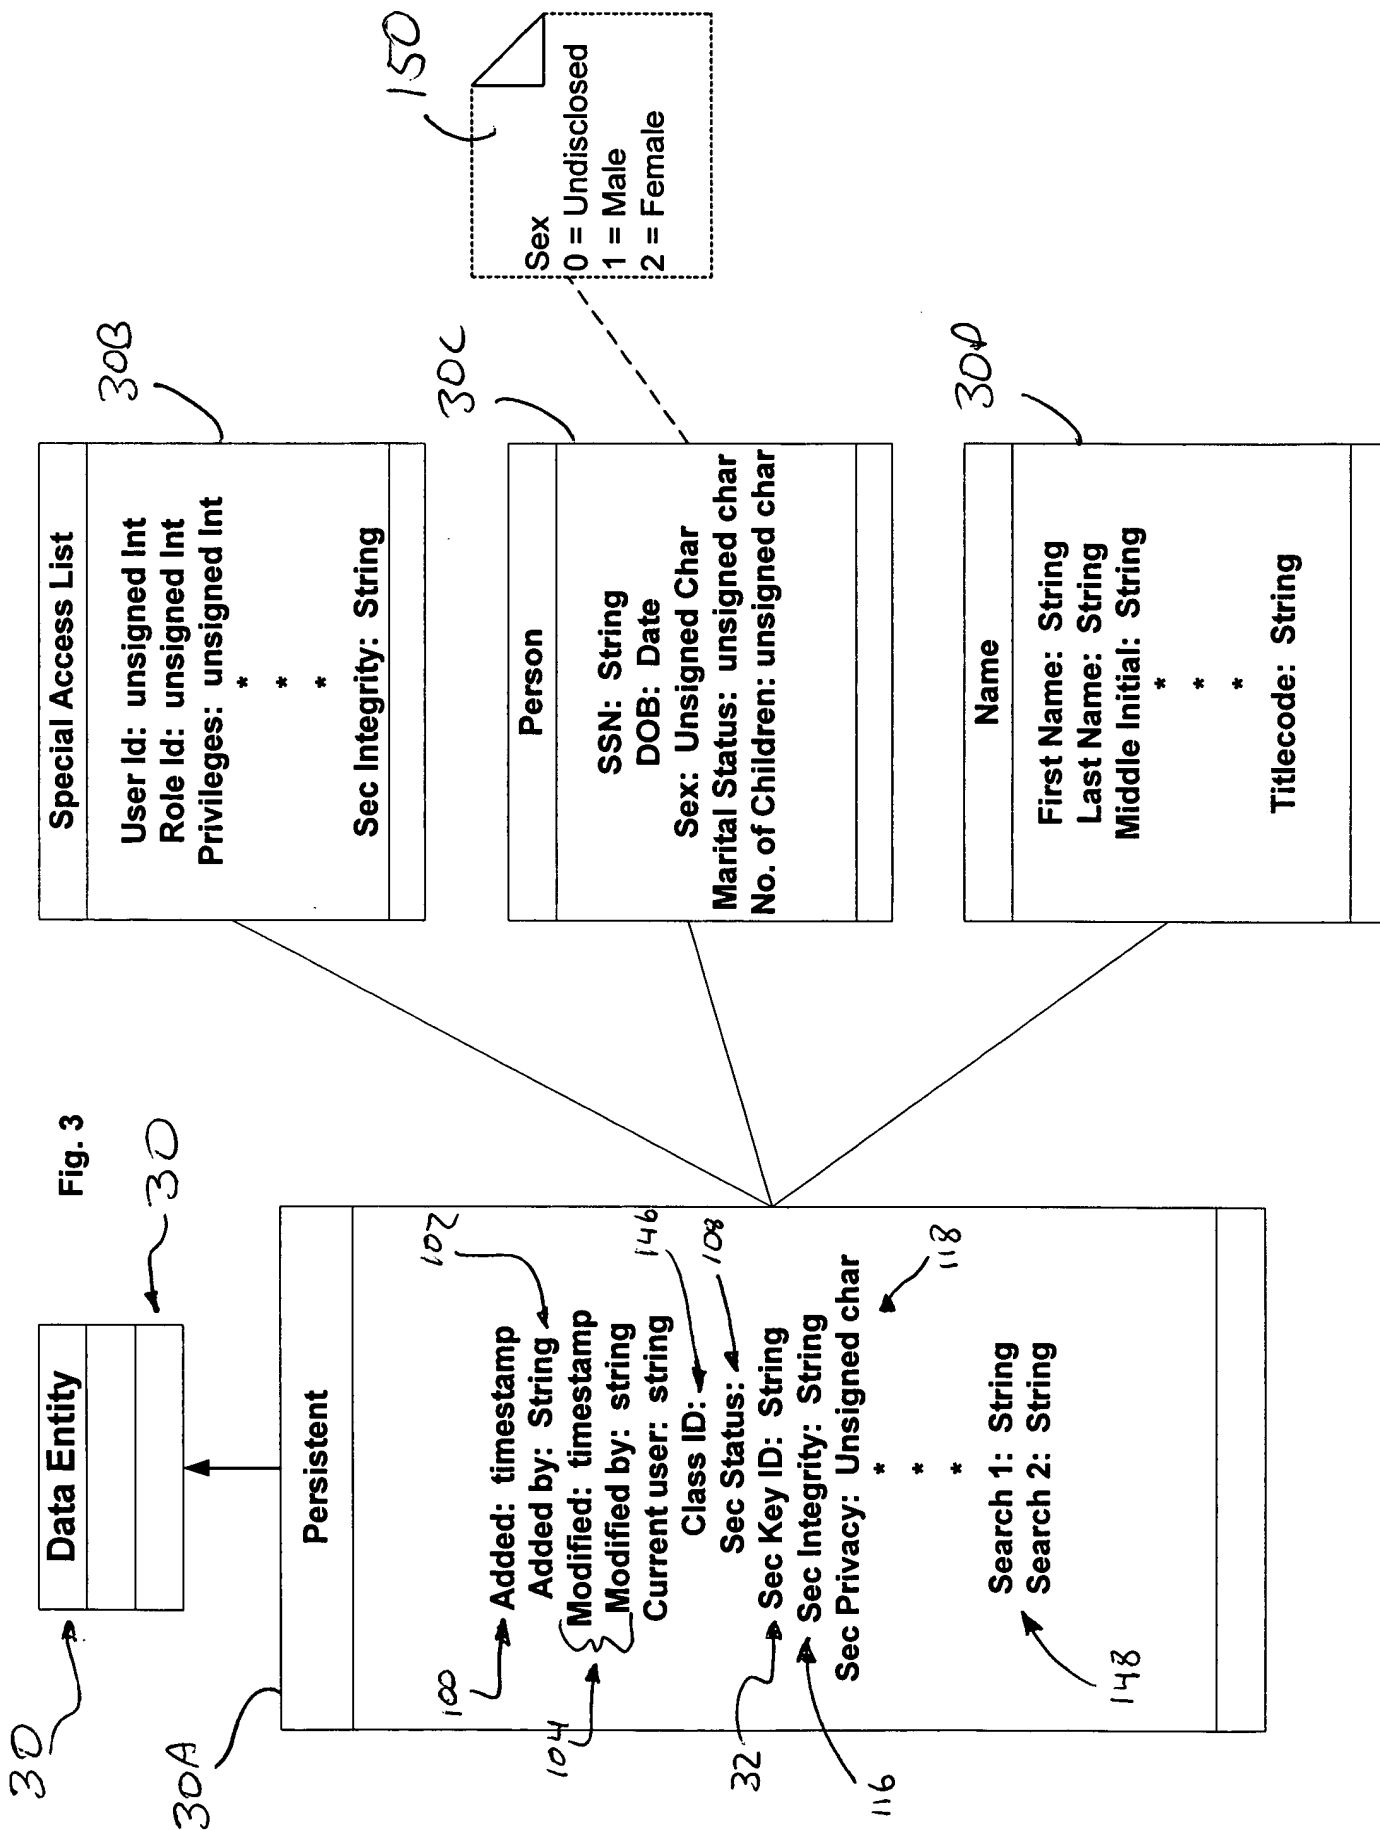 Fig. 3
30
Data Entity
30
30A
Persistent
100
Added: timestamp
102
Added by: String
104
Modified: timestamp
Modified by: string
Current user: string
146
Class ID:
108
Sec Status:
32
Sec Key ID: String
116
Sec Integrity: String
Sec Privacy: Unsigned char
118
*
*
*
Search 1: String
Search 2: String
148
30B
Special Access List
User Id: unsigned Int
Role Id: unsigned Int
Privileges: unsigned Int
*
*
*
Sec Integrity: String
30C
Person
SSN: String
DOB: Date
Sex: Unsigned Char
Marital Status: unsigned char
No. of Children: unsigned char
150
Sex
0 = Undisclosed
1 = Male
2 = Female
30D
Name
First Name: String
Last Name: String
Middle Initial: String
*
*
*
Titlecode: String